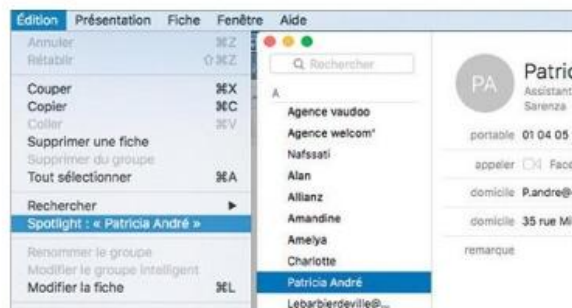 Édition Présentation Fiche Fenêtre Aide
Annuler ⌘Z
Rétablir ⇧⌘Z
Couper ⌘X
Copier ⌘C
Coller ⌘V
Supprimer une fiche
Supprimer du groupe
Tout sélectionner ⌘A
Rechercher ▶
Spotlight : « Patricia André »
Renommer le groupe
Modifier le groupe intelligent
Modifier la fiche ⌘L
Rechercher
A
Agence vaudoo
Agence welcom'
Nafssati
Alan
Allianz
Amandine
Amelya
Charlotte
Patricia André
Lebarbierdeville@...
PA
Patric
Assistant
Sarenza
portable 01 04 05
appeler Face
domicile P.andre@
domicile 35 rue Mi
remarque